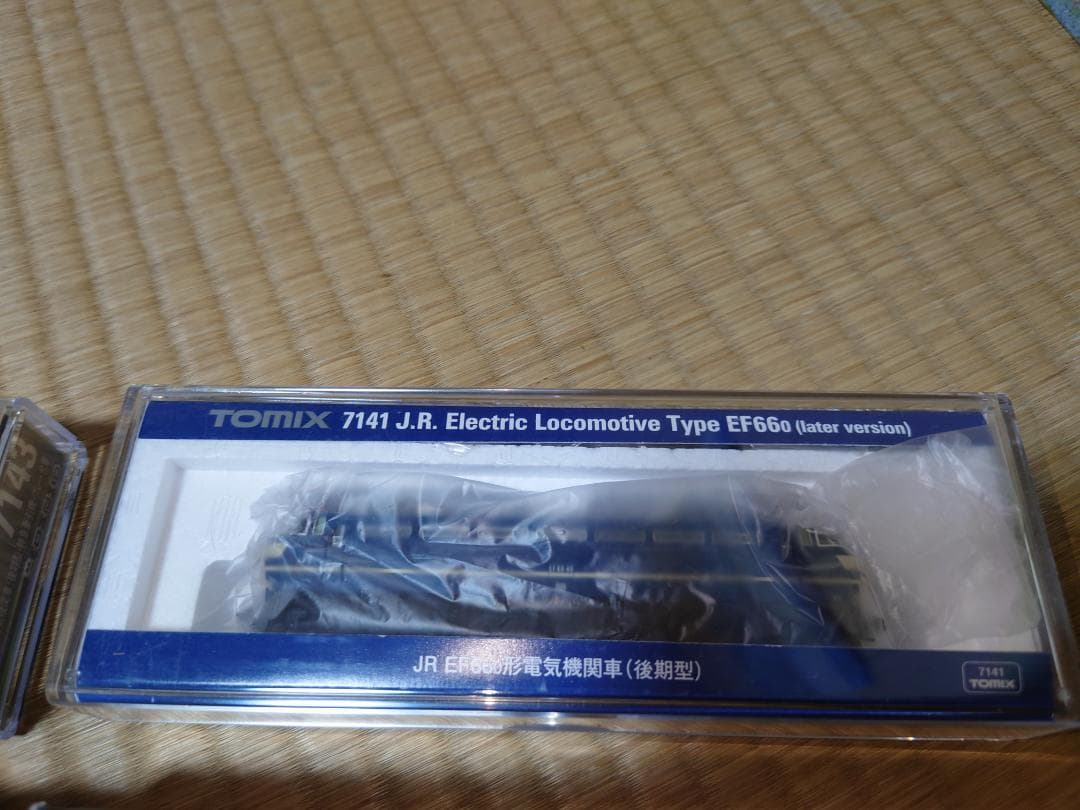 TOMIX 7141 J.R. Electric Locomotive Type EF660 (later version)
JR EF660形電気機関車(後期型)
7141
TOMIX
7143